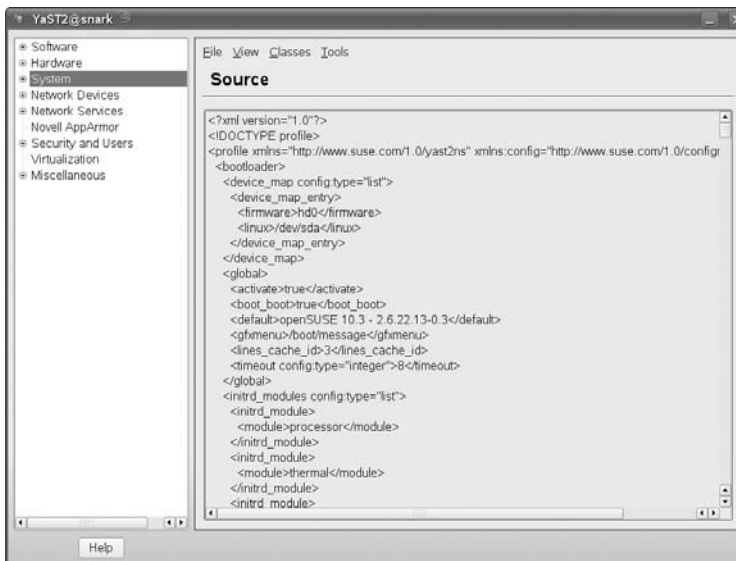 YaST2@snark
Software
Hardware
System
Network Devices
Network Services
Novell AppArmor
Security and Users
Virtualization
Miscellaneous
File View Classes Tools
Source
<?xml version="1.0"?>
<!DOCTYPE profile>
<profile xmlns="http://www.suse.com/1.0/yast2ns" xmlns:config="http://www.suse.com/1.0/configr
<bootloader>
<device_map config:type="list">
<device_map_entry>
<firmware>hd0</firmware>
<linux>/dev/sda</linux>
</device_map_entry>
</device_map>
<global>
<activate>true</activate>
<boot_boot>true</boot_boot>
<default>openSUSE 10.3 - 2.6.22.13-0.3</default>
<gfxmenu>/boot/message</gfxmenu>
<lines_cache_id>3</lines_cache_id>
<timeout config:type="integer">8</timeout>
</global>
<initrd_modules config:type="list">
<initrd_module>
<module>processor</module>
</initrd_module>
<initrd_module>
<module>thermal</module>
</initrd_module>
<initrd_module>
Help